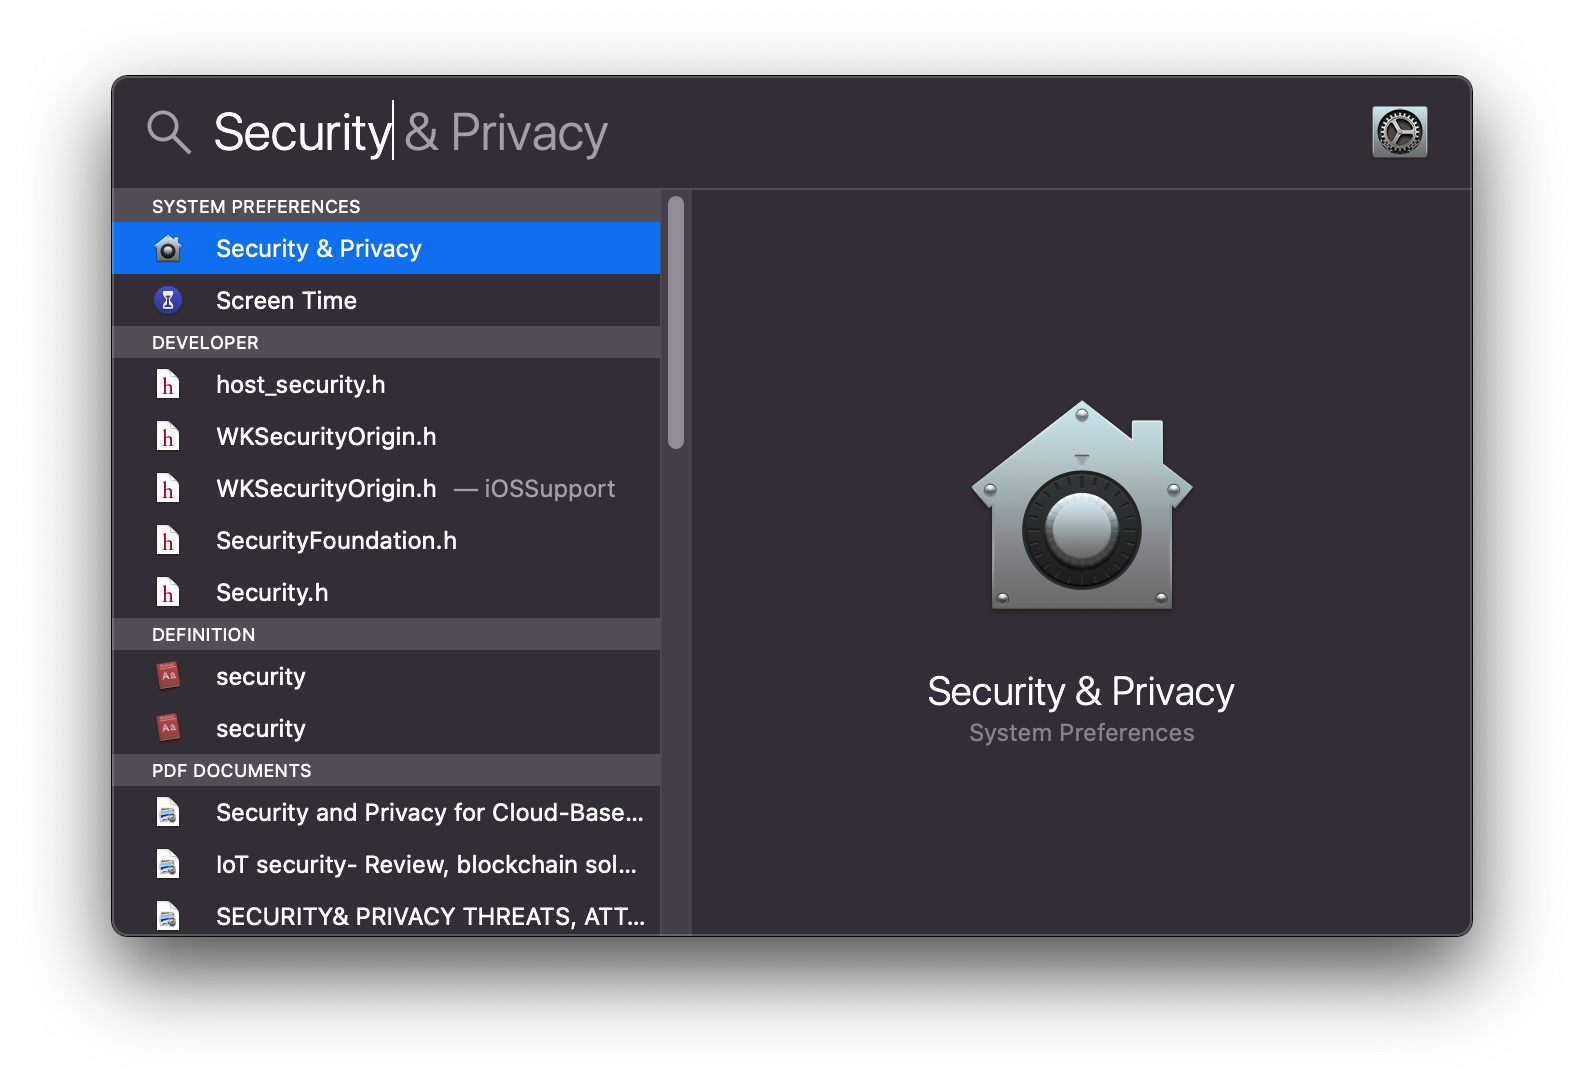 Security & Privacy
SYSTEM PREFERENCES
Security & Privacy
Screen Time
DEVELOPER
h host_security.h
h WKSecurityOrigin.h
h WKSecurityOrigin.h — iOSSupport
h SecurityFoundation.h
h Security.h
DEFINITION
Aa security
Aa security
PDF DOCUMENTS
Security and Privacy for Cloud-Base...
IoT security- Review, blockchain sol...
SECURITY& PRIVACY THREATS, ATT...
Security & Privacy
System Preferences